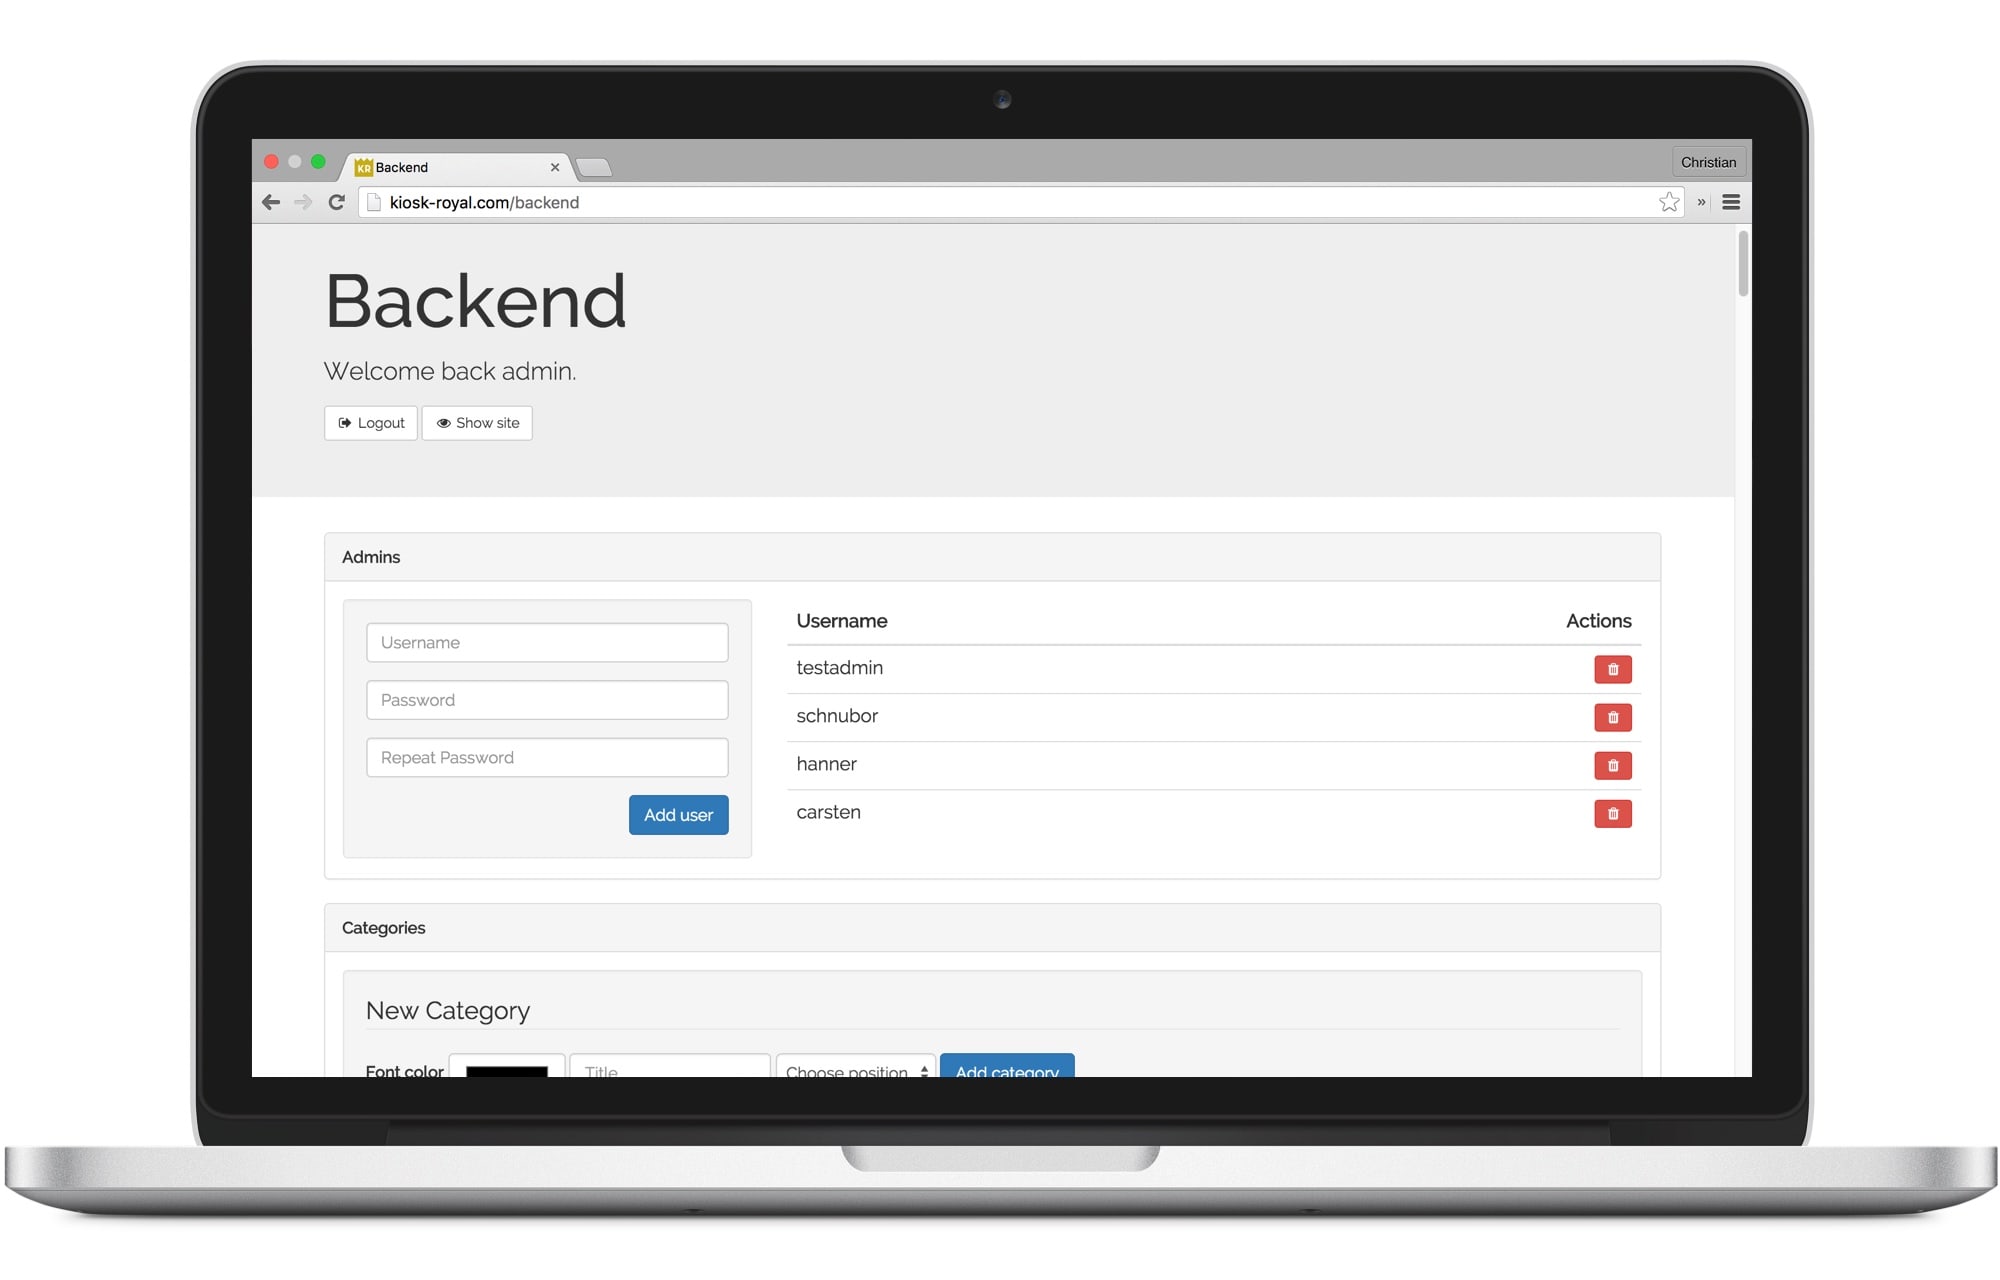 KR Backend
Christian
kiosk-royal.com/backend
Backend
Welcome back admin.
Logout Show site
Admins
Username
Password
Repeat Password
Add user
Username Actions
testadmin
schnubor
hanner
carsten
Categories
New Category
Font color Title Choose position Add category